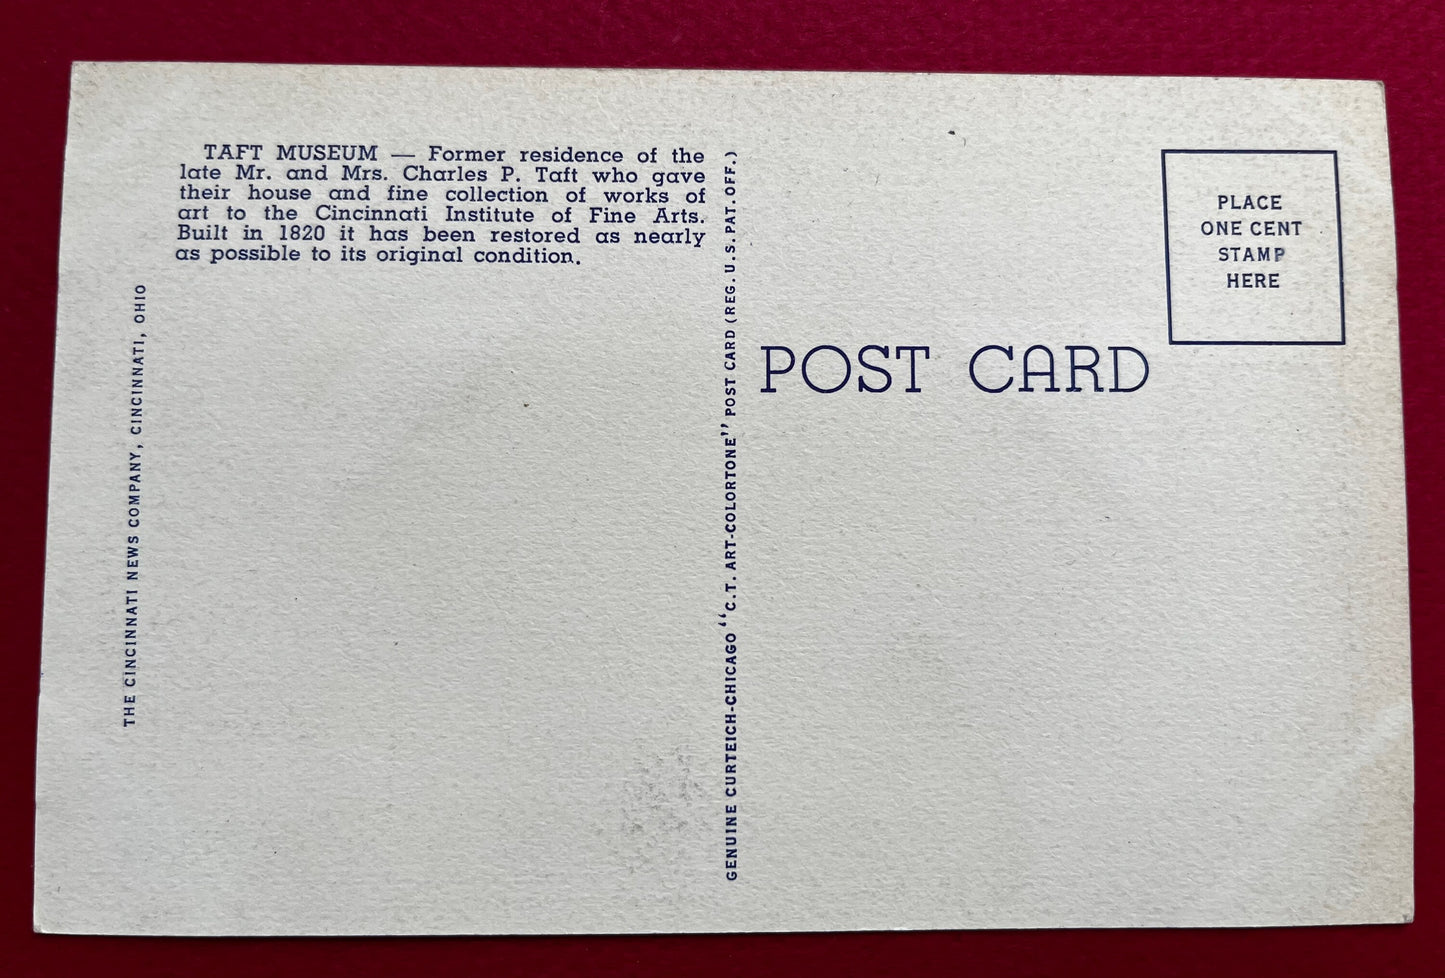 TAFT MUSEUM — Former residence of the
late Mr. and Mrs. Charles P. Taft who gave
their house and fine collection of works of
art to the Cincinnati Institute of Fine Arts.
Built in 1820 it has been restored as nearly
as possible to its original condition.
THE CINCINNATI NEWS COMPANY, CINCINNATI, OHIO
GENUINE CURTEICH-CHICAGO "C.T. ART-COLORTONE" POST CARD (REG. U.S. PAT. OFF.)
POST CARD
PLACE
ONE CENT
STAMP
HERE